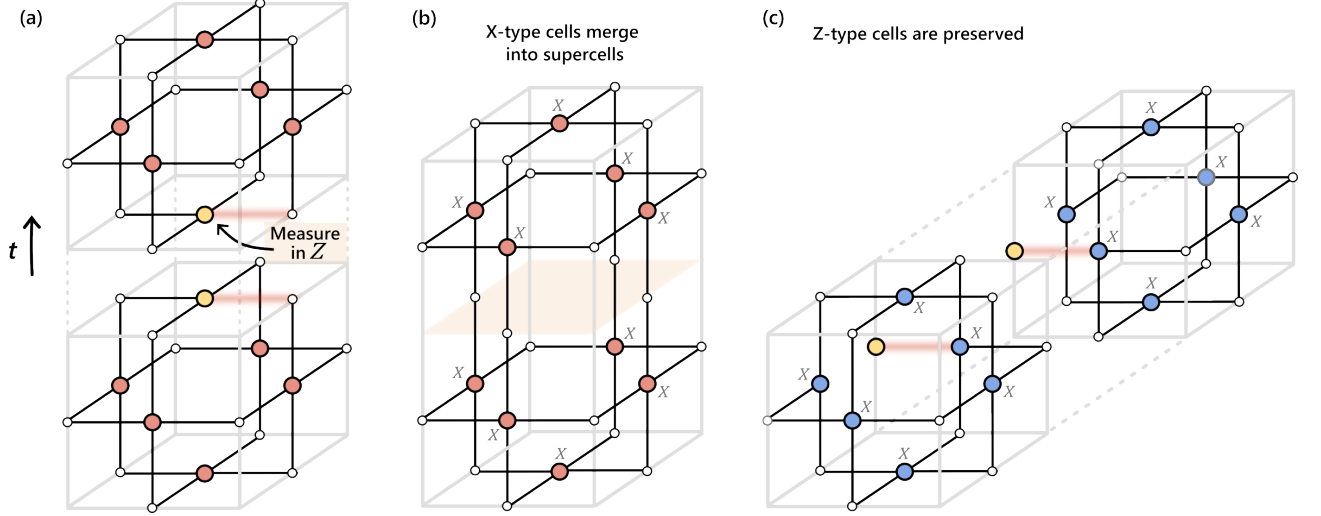 (a)
t
Measure
in Z
(b)
X-type cells merge
into supercells
X
X
X
X
X
X
X
X
X
X
(c)
Z-type cells are preserved
X
X
X
X
X
X
X
X
X
X